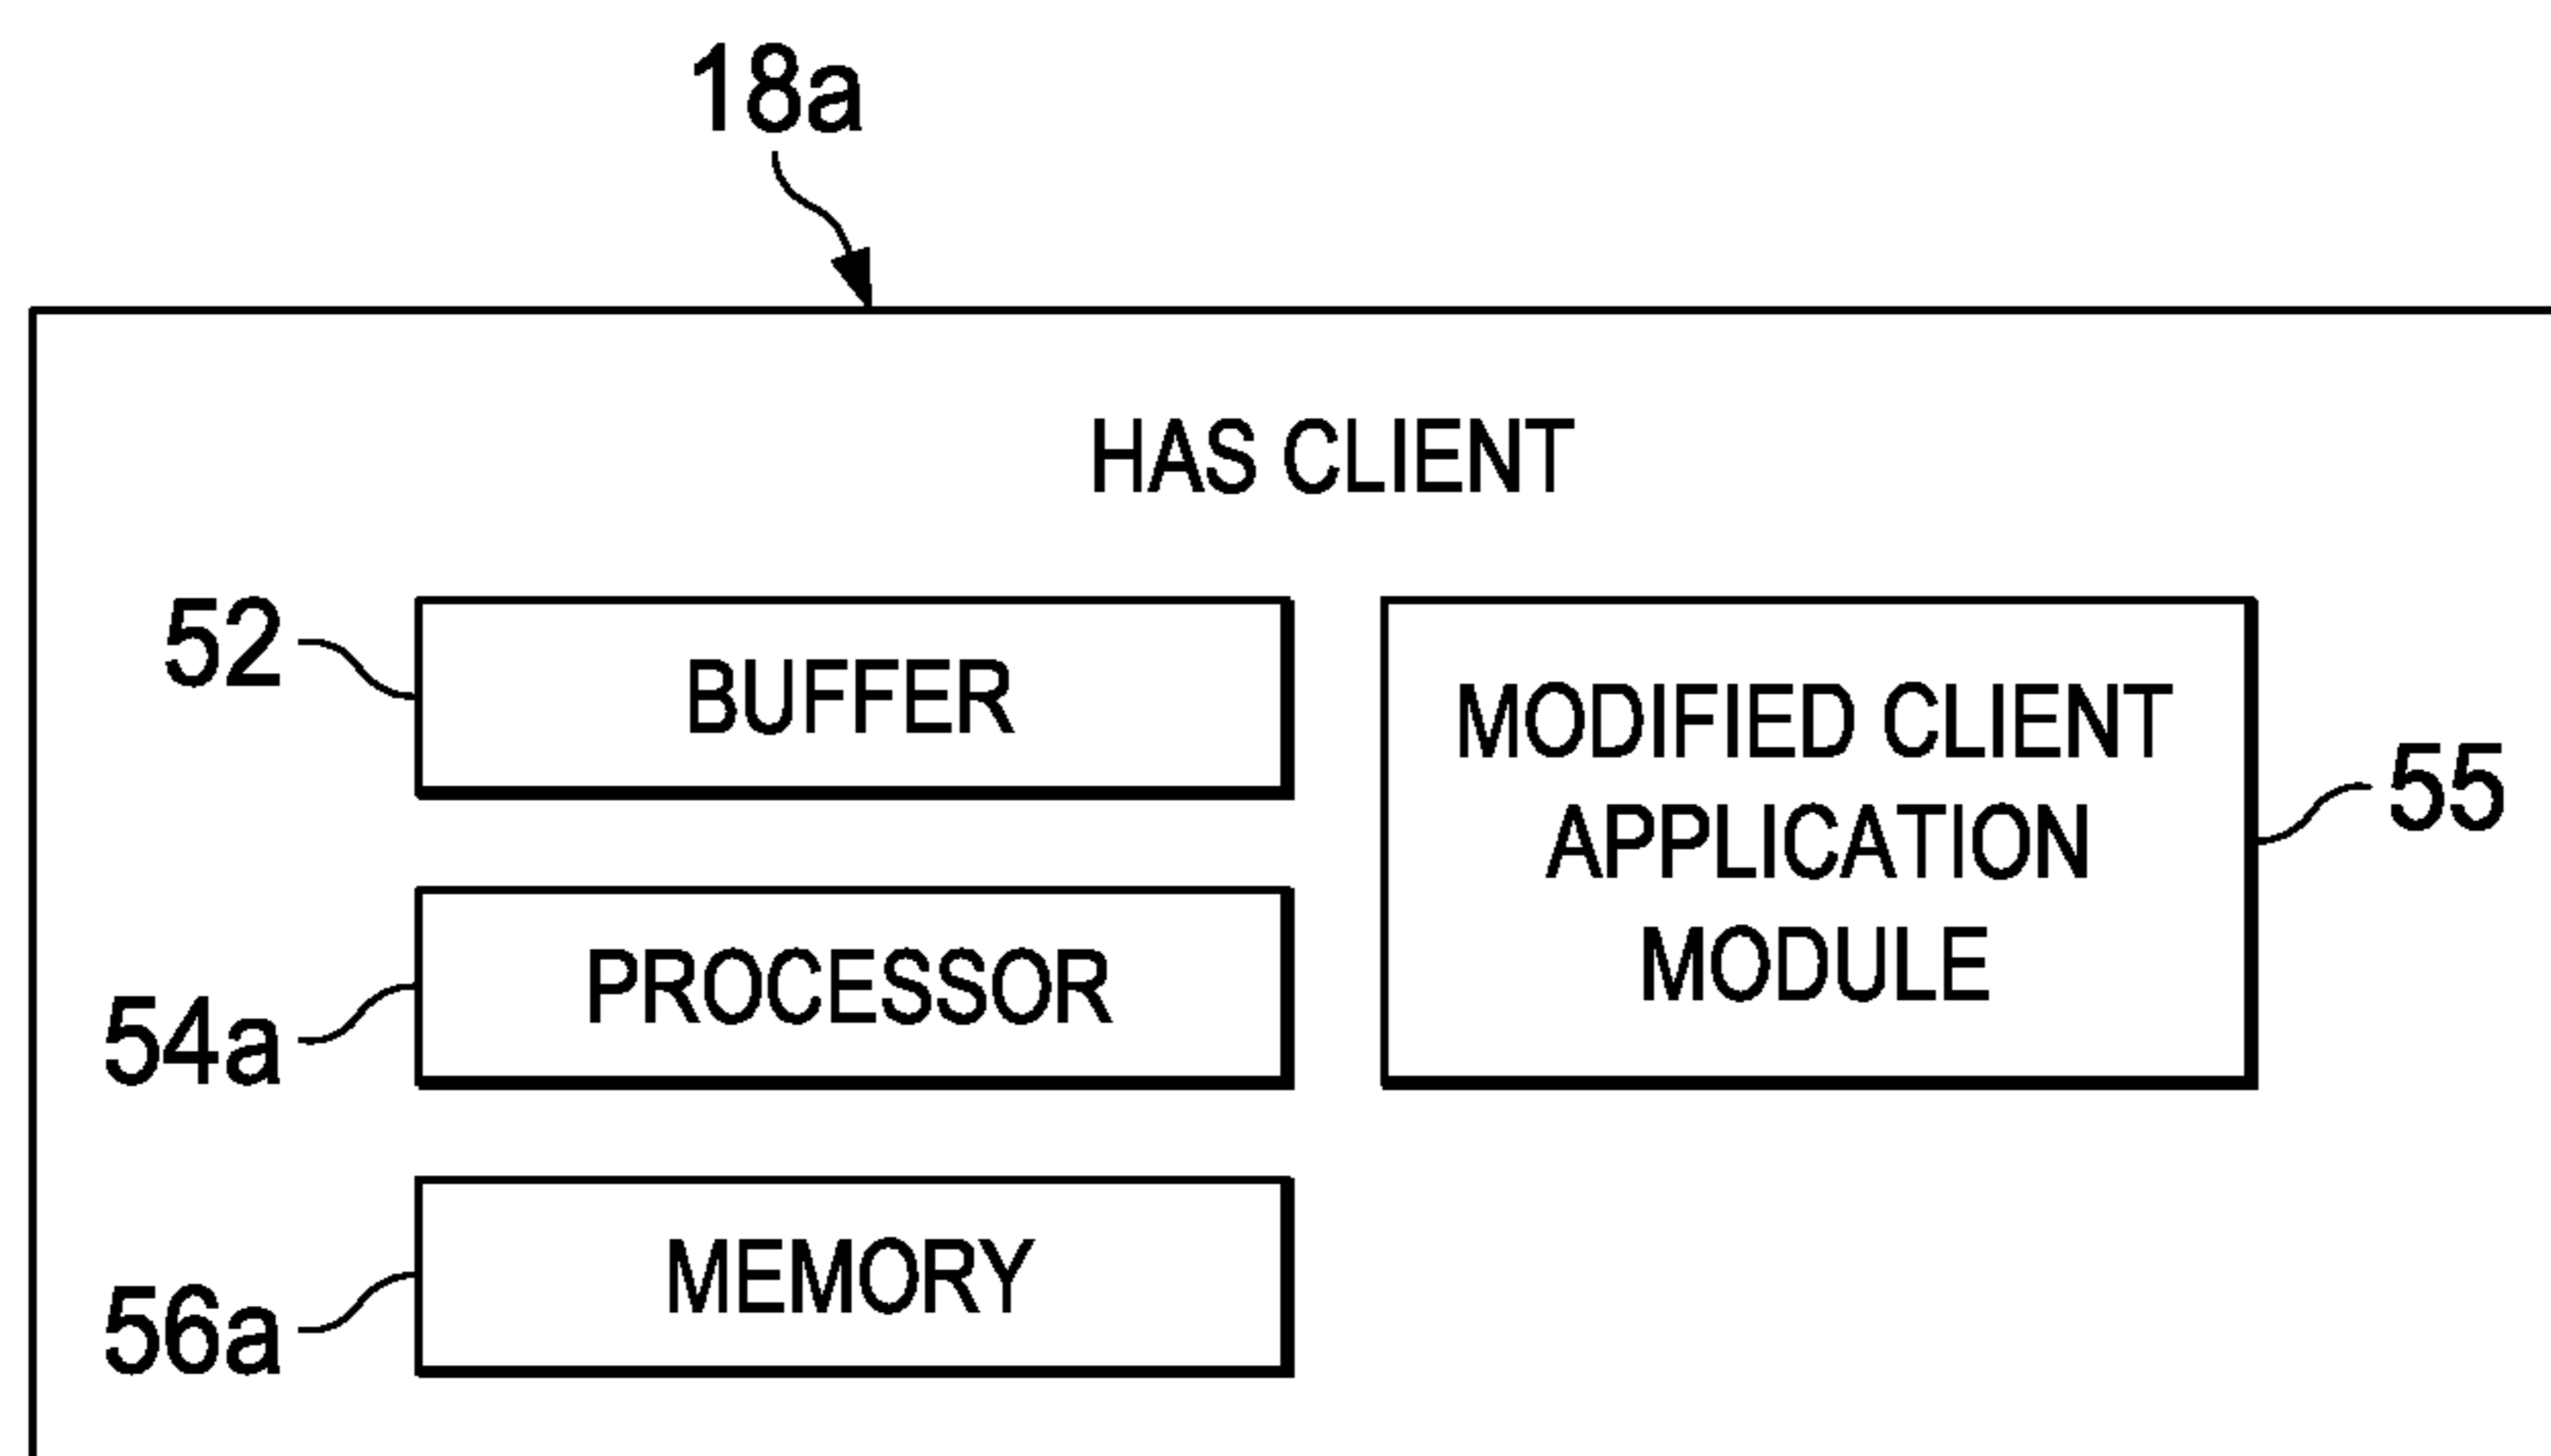 18a
HAS CLIENT
52
BUFFER
MODIFIED CLIENT
APPLICATION
MODULE
55
54a
PROCESSOR
56a
MEMORY